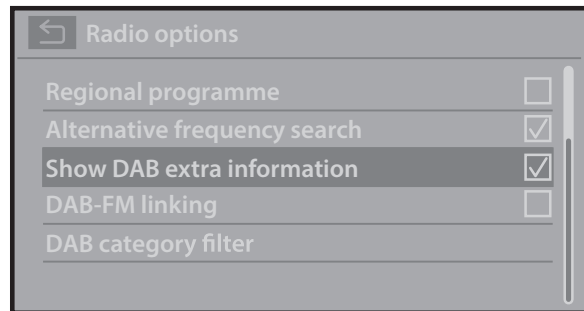 Radio options
Regional programme
Alternative frequency search
Show DAB extra information
DAB-FM linking
DAB category filter